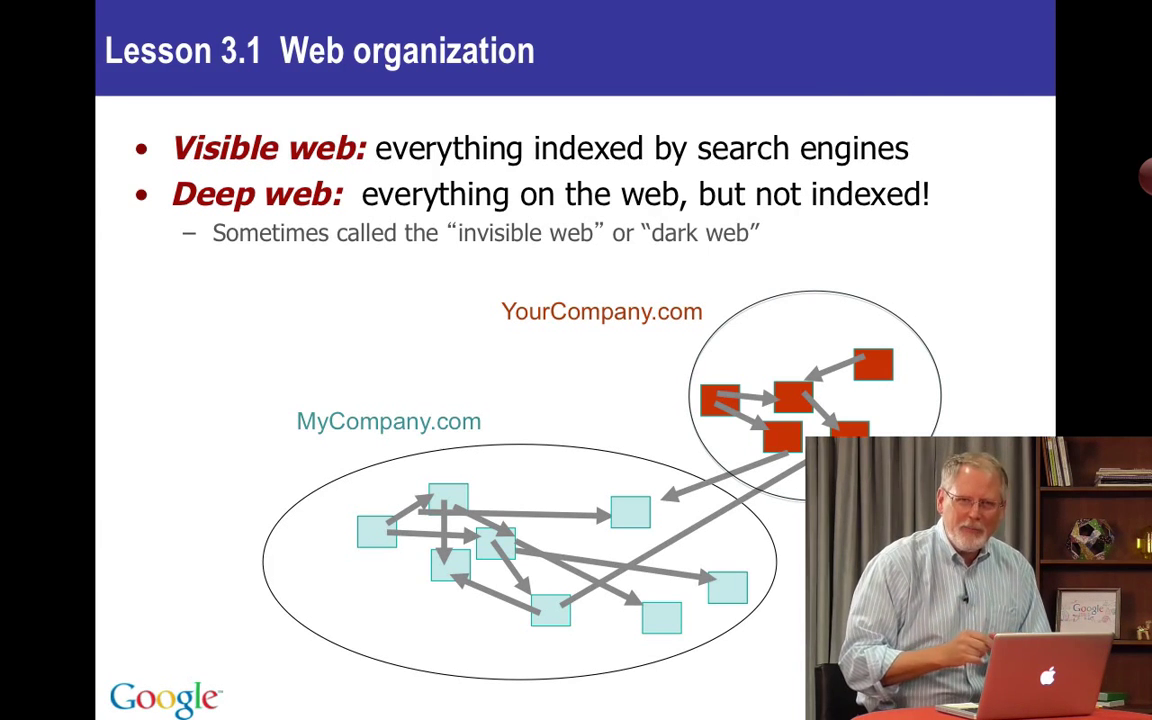 Lesson 3.1 Web organization
• Visible web: everything indexed by search engines
• Deep web: everything on the web, but not indexed!
– Sometimes called the “invisible web” or “dark web”
YourCompany.com
MyCompany.com
Google
Google™